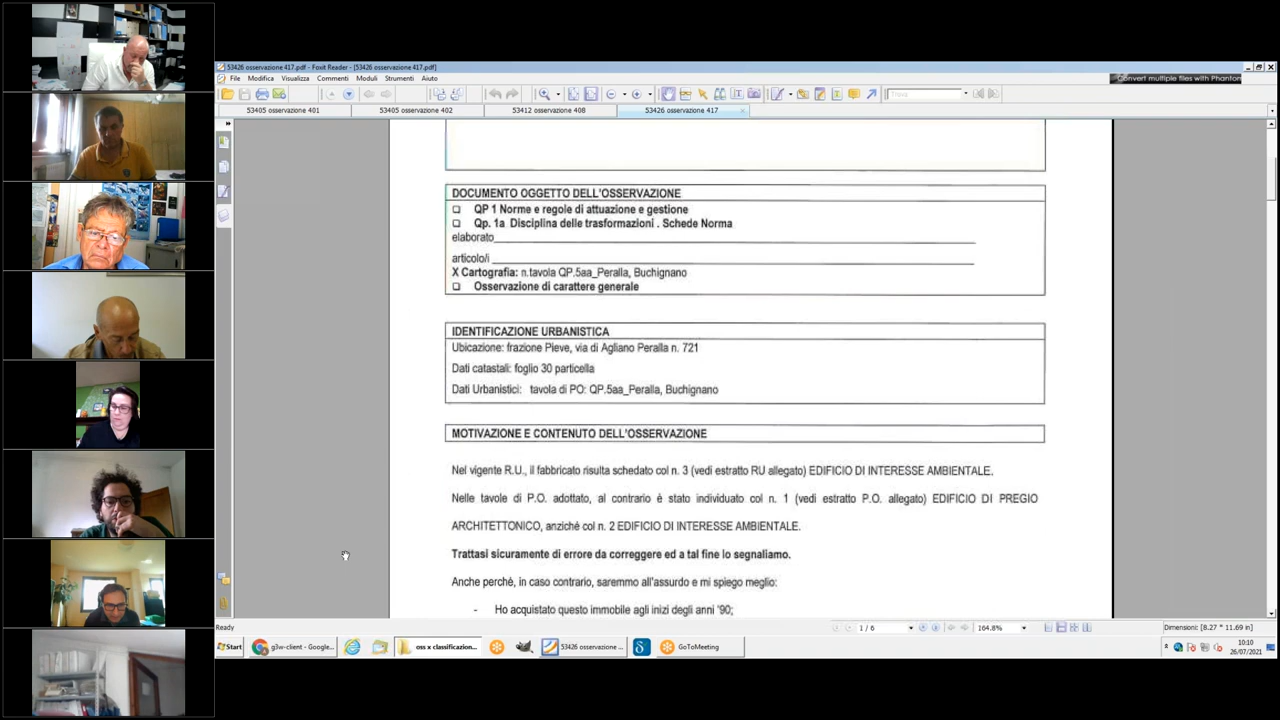 53426 osservazione 417.pdf - Foxit Reader - [53426 osservazione 417.pdf]
File Modifica Visualizza Commenti Moduli Strumenti Aiuto
Convert multiple files with Phantom
53405 osservazione 401
53405 osservazione 402
53412 osservazione 408
53426 osservazione 417
DOCUMENTO OGGETTO DELL'OSSERVAZIONE
QP 1 Norme e regole di attuazione e gestione
Qp. 1a Disciplina delle trasformazioni . Schede Norma
elaborato
articolo/i
X Cartografia: n.tavola QP.5aa_Peralla, Buchignano
Osservazione di carattere generale
IDENTIFICAZIONE URBANISTICA
Ubicazione: frazione Pieve, via di Agliano Peralla n. 721
Dati catastali: foglio 30 particella
Dati Urbanistici: tavola di PO: QP.5aa_Peralla, Buchignano
MOTIVAZIONE E CONTENUTO DELL'OSSERVAZIONE
Nel vigente R.U., il fabbricato risulta schedato col n. 3 (vedi estratto RU allegato) EDIFICIO DI INTERESSE AMBIENTALE.
Nelle tavole di P.O. adottato, al contrario è stato individuato col n. 1 (vedi estratto P.O. allegato) EDIFICIO DI PREGIO
ARCHITETTONICO, anziché col n. 2 EDIFICIO DI INTERESSE AMBIENTALE.
Trattasi sicuramente di errore da correggere ed a tal fine lo segnaliamo.
Anche perché, in caso contrario, saremmo all'assurdo e mi spiego meglio:
- Ho acquistato questo immobile agli inizi degli anni '90;
Ready
1 / 6
164.8%
Dimensioni: [8.27 * 11.69 in]
Start
g3w-client - Google...
oss x classificazion...
53426 osservazione ...
GoToMeeting
10:10
26/07/2021